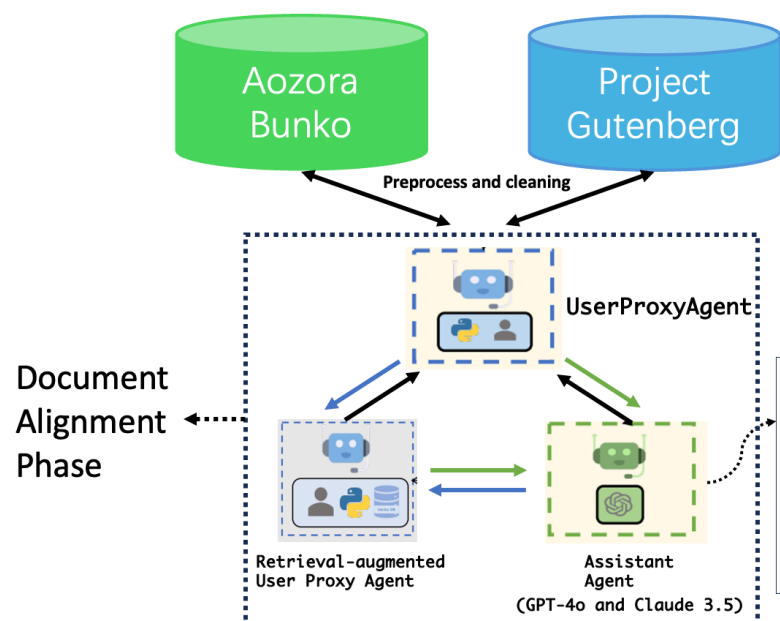 Aozora
Bunko
Project
Gutenberg
Preprocess and cleaning
UserProxyAgent
Document
Alignment
Phase
Retrieval-augmented
User Proxy Agent
Assistant
Agent
(GPT-4o and Claude 3.5)